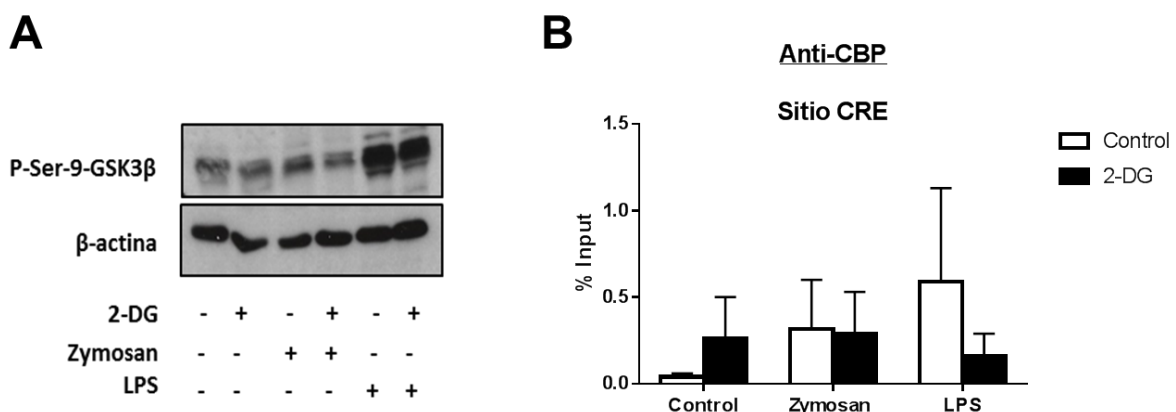 A
P-Ser-9-GSK3β
β-actina
2-DG - + - + - +
Zymosan - - + + - -
LPS - - - - + +
B
Anti-CBP
Sitio CRE
% Input
1.5
1.0
0.5
0.0
Control Zymosan LPS
Control
2-DG